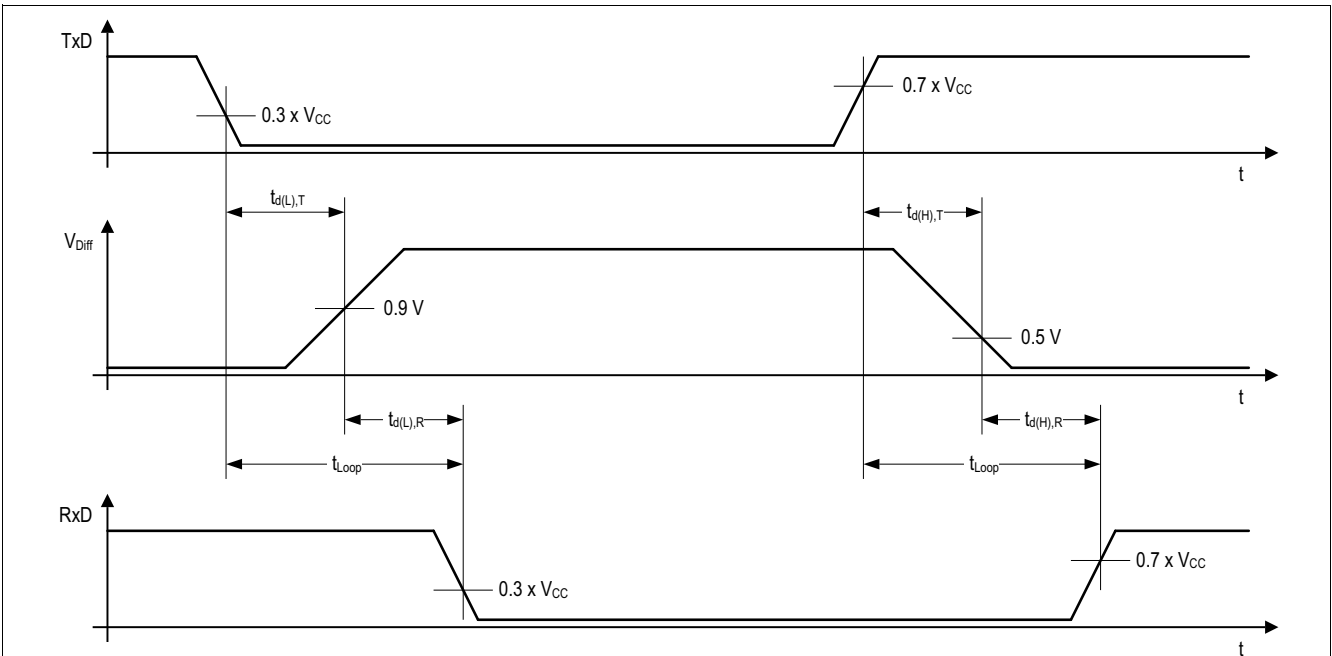 TxD
0.3 x VCC
0.7 x VCC
t
td(L),T
td(H),T
VDiff
0.9 V
0.5 V
t
td(L),R
td(H),R
tLoop
tLoop
RxD
0.3 x VCC
0.7 x VCC
t